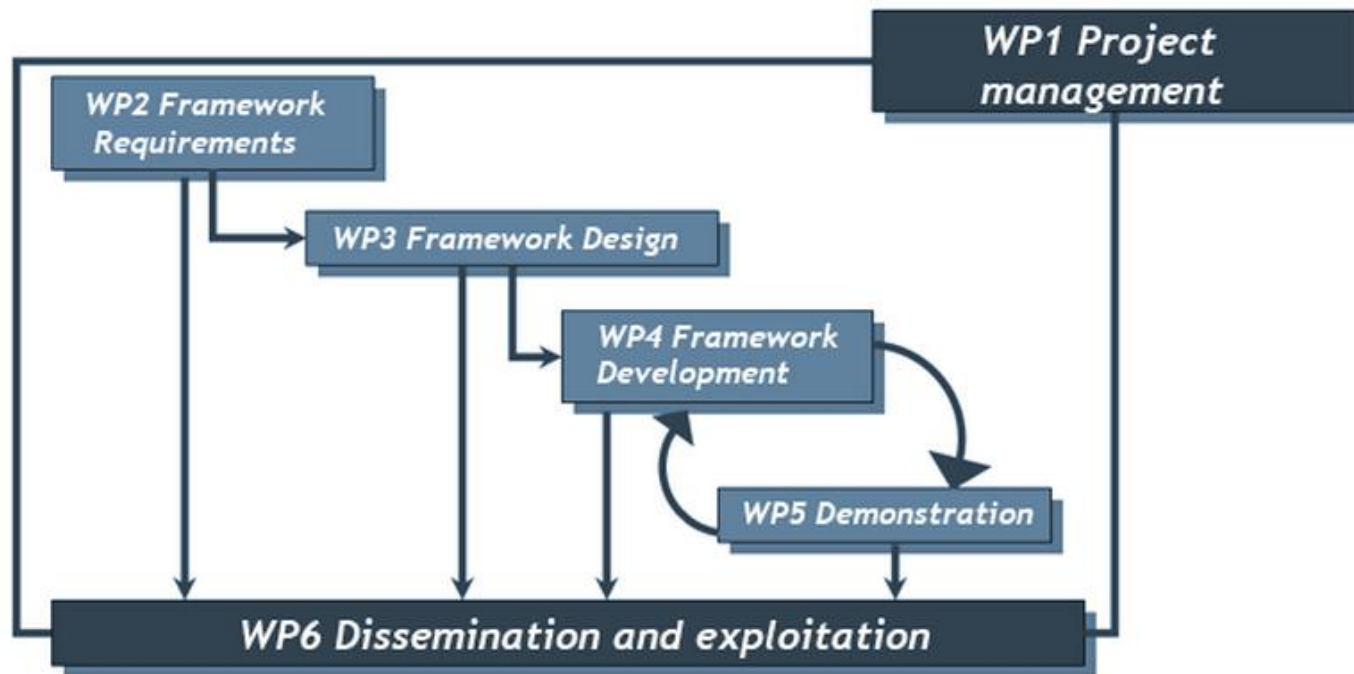 WP1 Project
management
WP2 Framework
Requirements
WP3 Framework Design
WP4 Framework
Development
WP5 Demonstration
WP6 Dissemination and exploitation